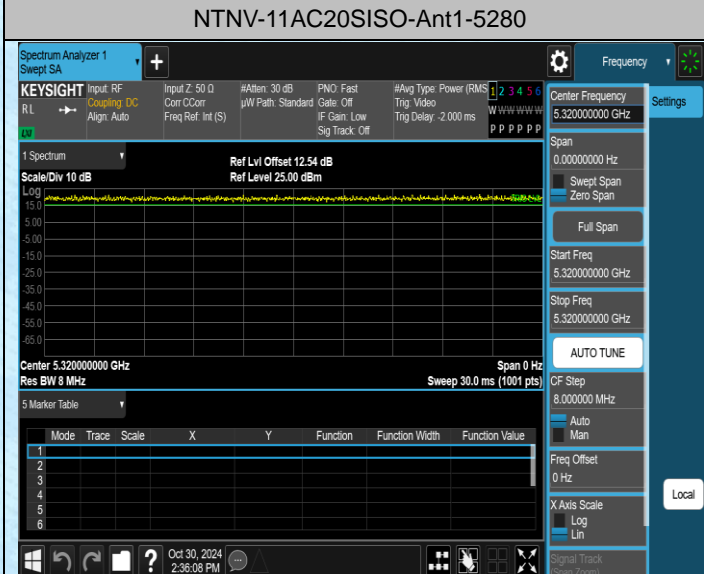 NTNV-11AC20SISO-Ant1-5280
Spectrum Analyzer 1
Swept SA
+
Frequency
KEYSIGHT
RL
LXI
Input: RF
Coupling: DC
Align: Auto
Input Z: 50 Ω
Corr CCorr
Freq Ref: Int (S)
#Atten: 30 dB
µW Path: Standard
PNO: Fast
Gate: Off
IF Gain: Low
Sig Track: Off
#Avg Type: Power (RMS
Trig: Video
Trig Delay: -2.000 ms
1 2 3 4 5 6
W W W W W W
P P P P P P
1 Spectrum
Scale/Div 10 dB
Ref Lvl Offset 12.54 dB
Ref Level 25.00 dBm
Log
15.0
5.00
-5.00
-15.0
-25.0
-35.0
-45.0
-55.0
-65.0
Center 5.320000000 GHz
Span 0 Hz
Res BW 8 MHz
Sweep 30.0 ms (1001 pts)
5 Marker Table
Mode Trace Scale X Y Function Function Width Function Value
1
2
3
4
5
6
Oct 30, 2024
2:36:08 PM
Center Frequency
5.320000000 GHz
Settings
Span
0.00000000 Hz
Swept Span
Zero Span
Full Span
Start Freq
5.320000000 GHz
Stop Freq
5.320000000 GHz
AUTO TUNE
CF Step
8.000000 MHz
Auto
Man
Freq Offset
0 Hz
X Axis Scale
Log
Lin
Local
Signal Track
(Span Zoom)